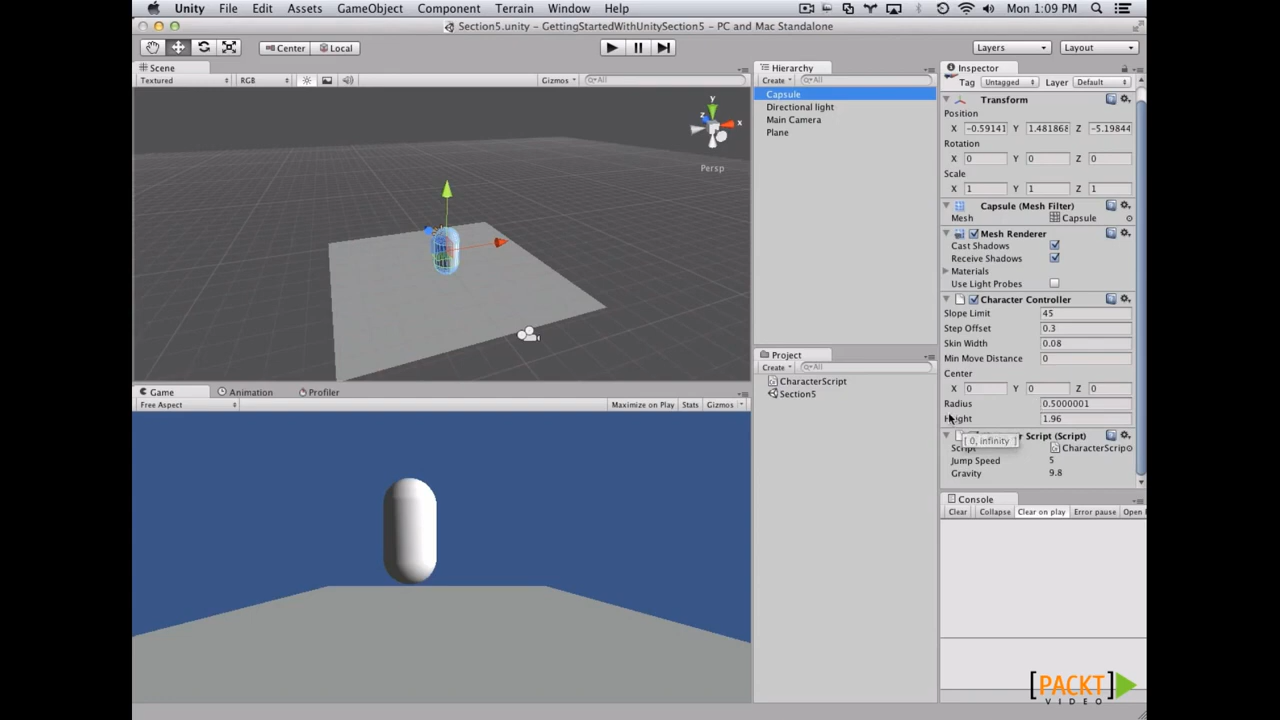 Unity File Edit Assets GameObject Component Terrain Window Help Mon 1:09 PM
Section5.unity – GettingStartedWithUnitySection5 – PC and Mac Standalone
Center Local Layers Layout
Scene
Textured RGB Gizmos All
y
z x
Persp
Hierarchy
Create All
Capsule
Directional light
Main Camera
Plane
Game Animation Profiler
Free Aspect Maximize on Play Stats Gizmos
Project
Create All
CharacterScript
Section5
Inspector
Tag Untagged Layer Default
Transform
Position
X -0.59141 Y 1.481868 Z -5.19844
Rotation
X 0 Y 0 Z 0
Scale
X 1 Y 1 Z 1
Capsule (Mesh Filter)
Mesh Capsule
Mesh Renderer
Cast Shadows
Receive Shadows
Materials
Use Light Probes
Character Controller
Slope Limit 45
Step Offset 0.3
Skin Width 0.08
Min Move Distance 0
Center
X 0 Y 0 Z 0
Radius 0.5000001
Height 1.96
[ 0, infinity ]
Script (Script)
Script CharacterScrip
Jump Speed 5
Gravity 9.8
Console
Clear Collapse Clear on play Error pause Open
[PACKT]
VIDEO